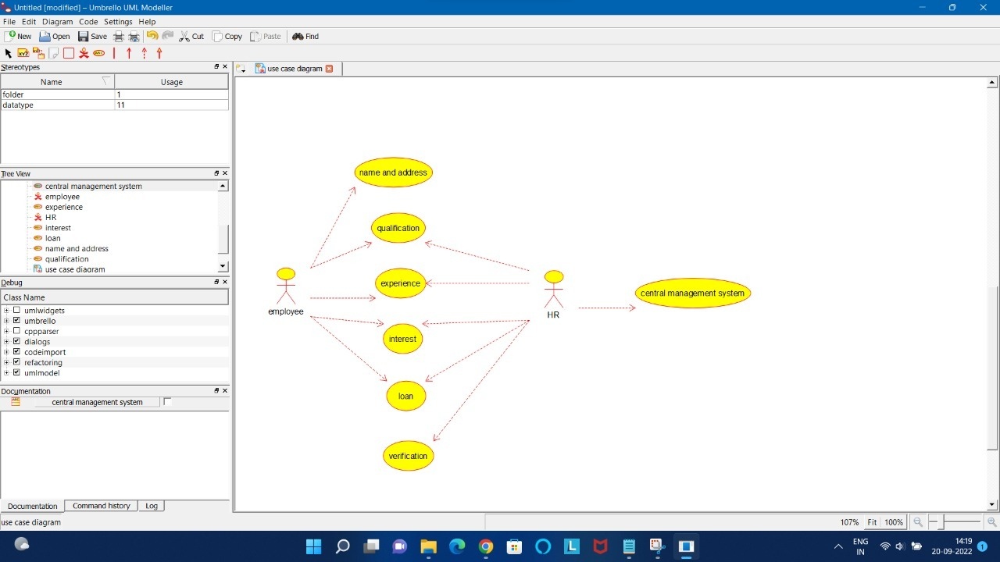 Untitled [modified] – Umbrello UML Modeller
File Edit Diagram Code Settings Help
New Open Save Cut Copy Paste Find
Stereotypes
Name Usage
folder 1
datatype 11
Tree View
central management system
employee
experience
HR
interest
loan
name and address
qualification
use case diagram
Debug
Class Name
umlwidgets
umbrello
cppparser
dialogs
codeimport
refactoring
umlmodel
Documentation
central management system
Documentation Command history Log
use case diagram
use case diagram
name and address
qualification
experience
employee
HR
central management system
interest
loan
verification
107% Fit 100%
ENG
IN
14:19
20-09-2022
1